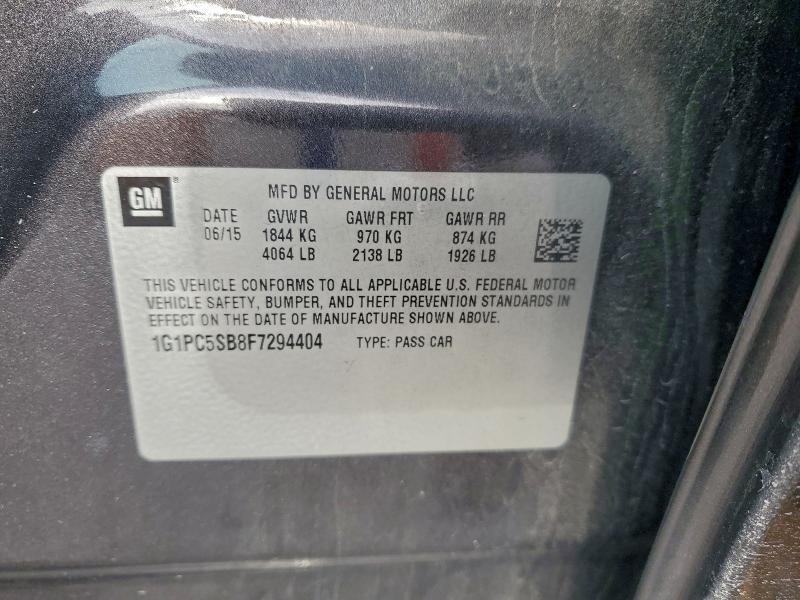 GM®
MFD BY GENERAL MOTORS LLC
DATE GVWR GAWR FRT GAWR RR
06/15 1844 KG 970 KG 874 KG
4064 LB 2138 LB 1926 LB
THIS VEHICLE CONFORMS TO ALL APPLICABLE U.S. FEDERAL MOTOR
VEHICLE SAFETY, BUMPER, AND THEFT PREVENTION STANDARDS IN
EFFECT ON THE DATE OF MANUFACTURE SHOWN ABOVE.
1G1PC5SB8F7294404 TYPE: PASS CAR